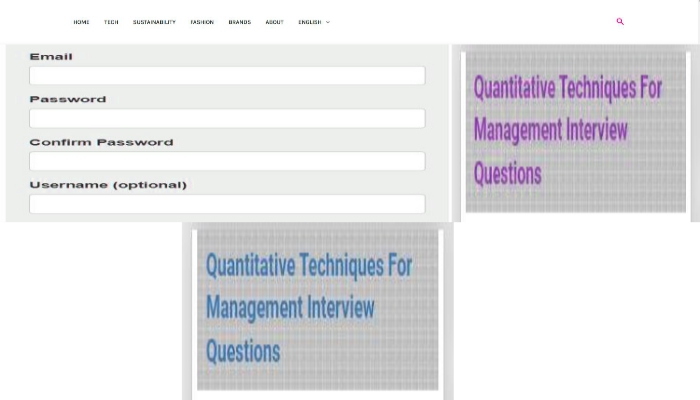 HOME TECH SUSTAINABILITY FASHION BRANDS ABOUT ENGLISH
Email
Password
Confirm Password
Username (optional)
Quantitative Techniques For
Management Interview
Questions
Quantitative Techniques For
Management Interview
Questions